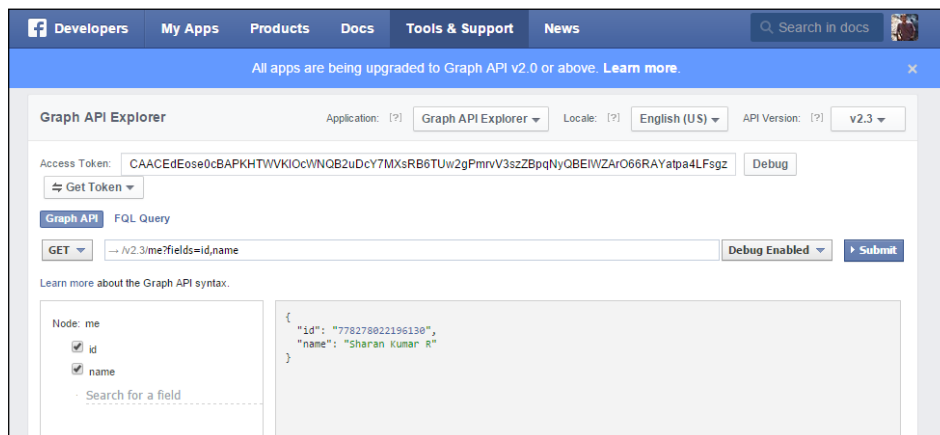 Developers My Apps Products Docs Tools & Support News Search in docs
All apps are being upgraded to Graph API v2.0 or above. Learn more.
Graph API Explorer Application: [?] Graph API Explorer Locale: [?] English (US) API Version: [?] v2.3
Access Token: CAACEdEose0cBAPKHTWVKIOcWNQB2uDcY7MXsRB6TUw2gPmrvV3szZBpqNyQBEIWZArO66RAYatpa4LFsgz Debug
Get Token
Graph API FQL Query
GET → /v2.3/me?fields=id,name Debug Enabled Submit
Learn more about the Graph API syntax.
Node: me
id
name
Search for a field
{
"id": "778278022196130",
"name": "Sharan Kumar R"
}